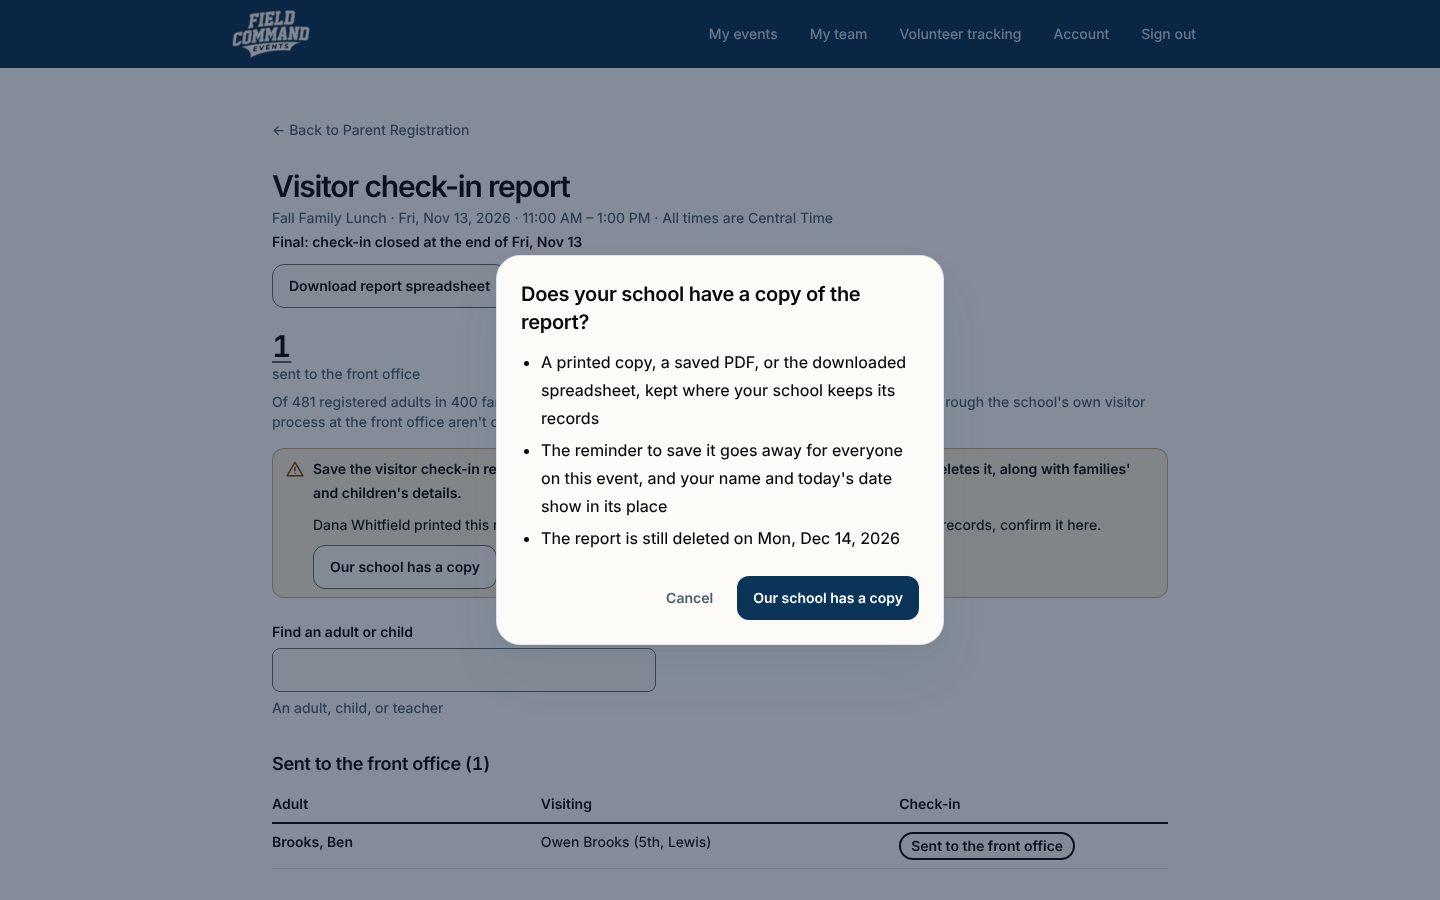 FIELD
COMMAND
EVENTS
My events
My team
Volunteer tracking
Account
Sign out
← Back to Parent Registration
Visitor check-in report
Fall Family Lunch · Fri, Nov 13, 2026 · 11:00 AM – 1:00 PM · All times are Central Time
Final: check-in closed at the end of Fri, Nov 13
Download report spreadsheet
1
sent to the front office
Of 481 registered adults in 400
the school's own visitor
process at the front office aren't
Save the visitor check-in
it, along with families'
and children's details.
Dana Whitfield printed this
confirm it here.
Our school has a copy
Does your school have a copy of the
report?
• A printed copy, a saved PDF, or the downloaded
spreadsheet, kept where your school keeps its
records
• The reminder to save it goes away for everyone
on this event, and your name and today's date
show in its place
• The report is still deleted on Mon, Dec 14, 2026
Cancel
Our school has a copy
Find an adult or child
An adult, child, or teacher
Sent to the front office (1)
Adult
Visiting
Check-in
Brooks, Ben
Owen Brooks (5th, Lewis)
Sent to the front office